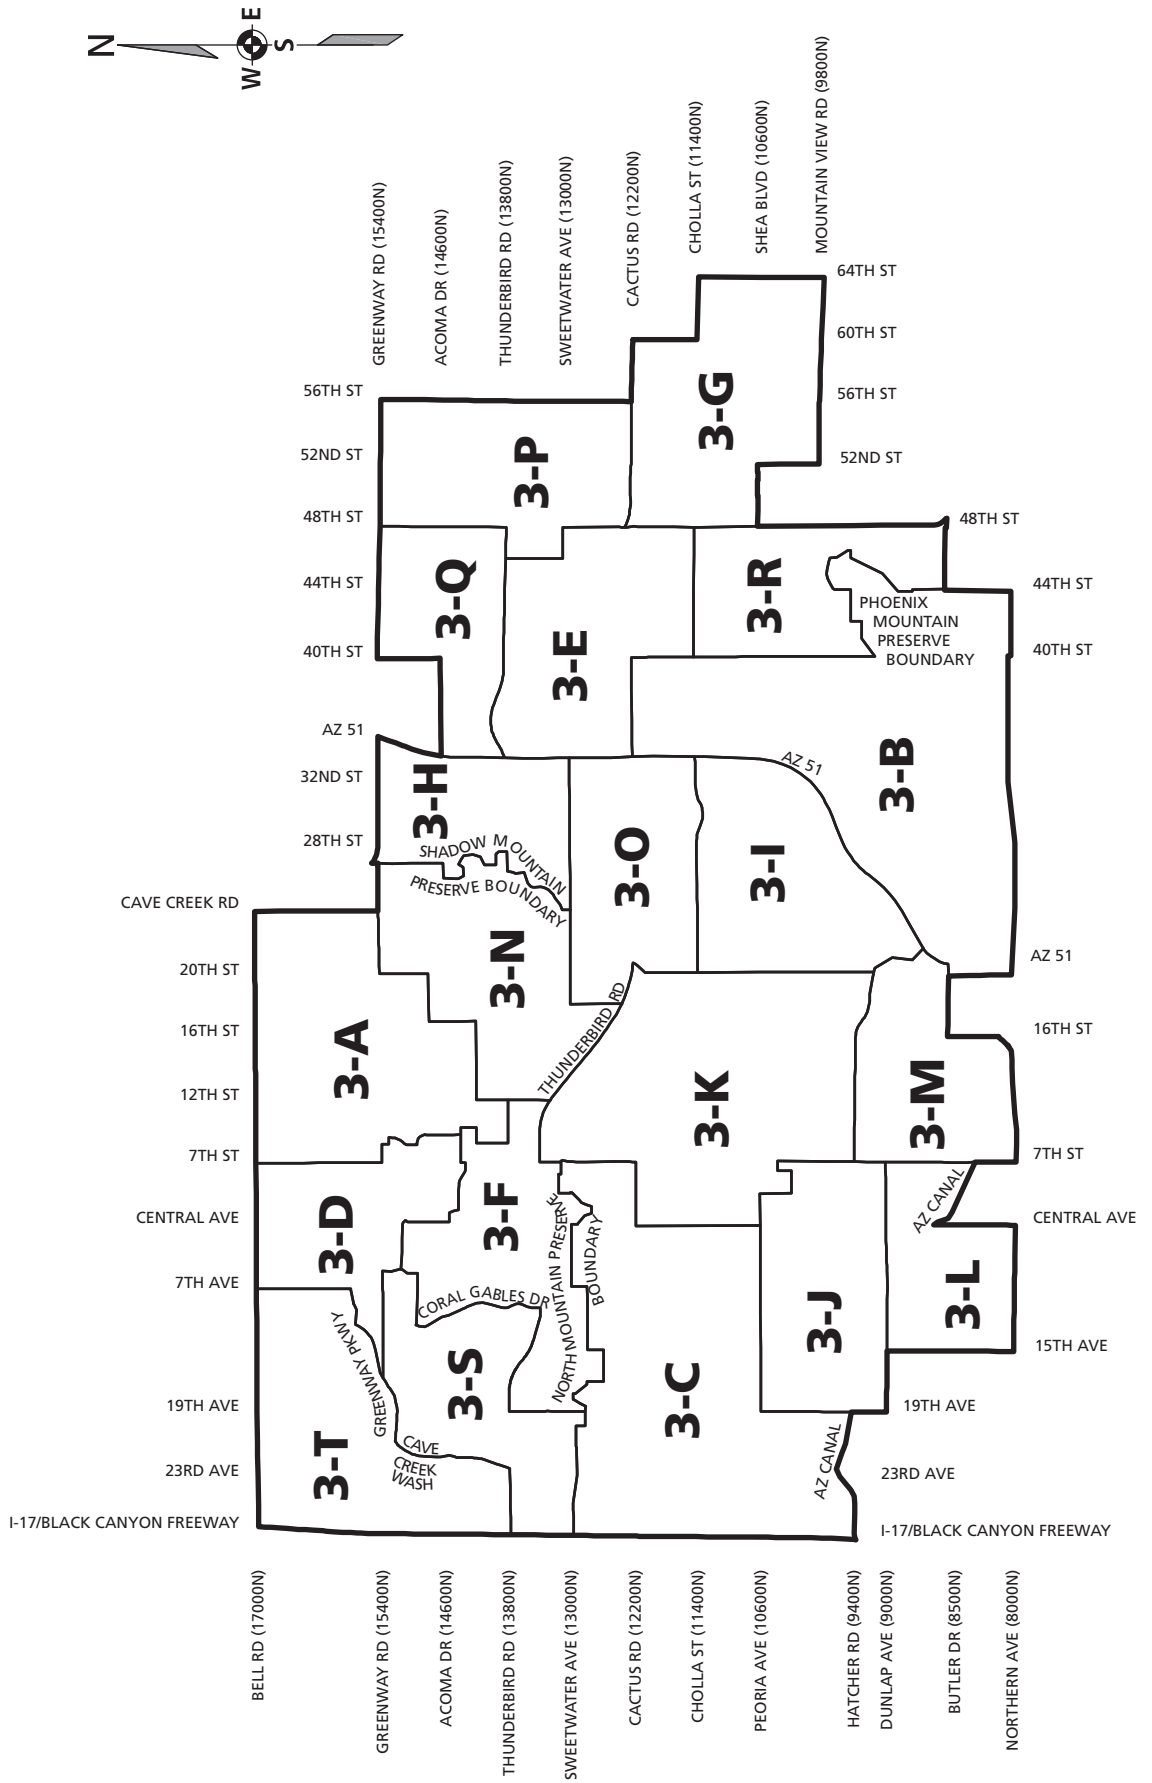 N
E
S
W
GREENWAY RD (15400N)
ACOMA DR (14600N)
THUNDERBIRD RD (13800N)
SWEETWATER AVE (13000N)
CACTUS RD (12200N)
CHOLLA ST (11400N)
SHEA BLVD (10600N)
MOUNTAIN VIEW RD (9800N)
64TH ST
60TH ST
56TH ST
52ND ST
48TH ST
44TH ST
40TH ST
AZ 51
16TH ST
7TH ST
CENTRAL AVE
15TH AVE
19TH AVE
23RD AVE
I-17/BLACK CANYON FREEWAY
56TH ST
52ND ST
48TH ST
44TH ST
40TH ST
AZ 51
32ND ST
28TH ST
CAVE CREEK RD
20TH ST
16TH ST
12TH ST
7TH ST
CENTRAL AVE
7TH AVE
19TH AVE
23RD AVE
I-17/BLACK CANYON FREEWAY
3-G
3-P
3-Q
3-R
3-E
PHOENIX
MOUNTAIN
PRESERVE
BOUNDARY
3-B
AZ 51
3-H
SHADOW MOUNTAIN
PRESERVE BOUNDARY
3-O
3-I
3-N
THUNDERBIRD RD
3-A
3-K
3-M
AZ CANAL
3-D
3-F
NORTH MOUNTAIN PRESERVE
BOUNDARY
CORAL GABLES DR
GREENWAY PKWY
3-L
3-J
3-S
3-C
3-T
CAVE
CREEK
WASH
AZ CANAL
BELL RD (17000N)
GREENWAY RD (15400N)
ACOMA DR (14600N)
THUNDERBIRD RD (13800N)
SWEETWATER AVE (13000N)
CACTUS RD (12200N)
CHOLLA ST (11400N)
PEORIA AVE (10600N)
HATCHER RD (9400N)
DUNLAP AVE (9000N)
BUTLER DR (8500N)
NORTHERN AVE (8000N)